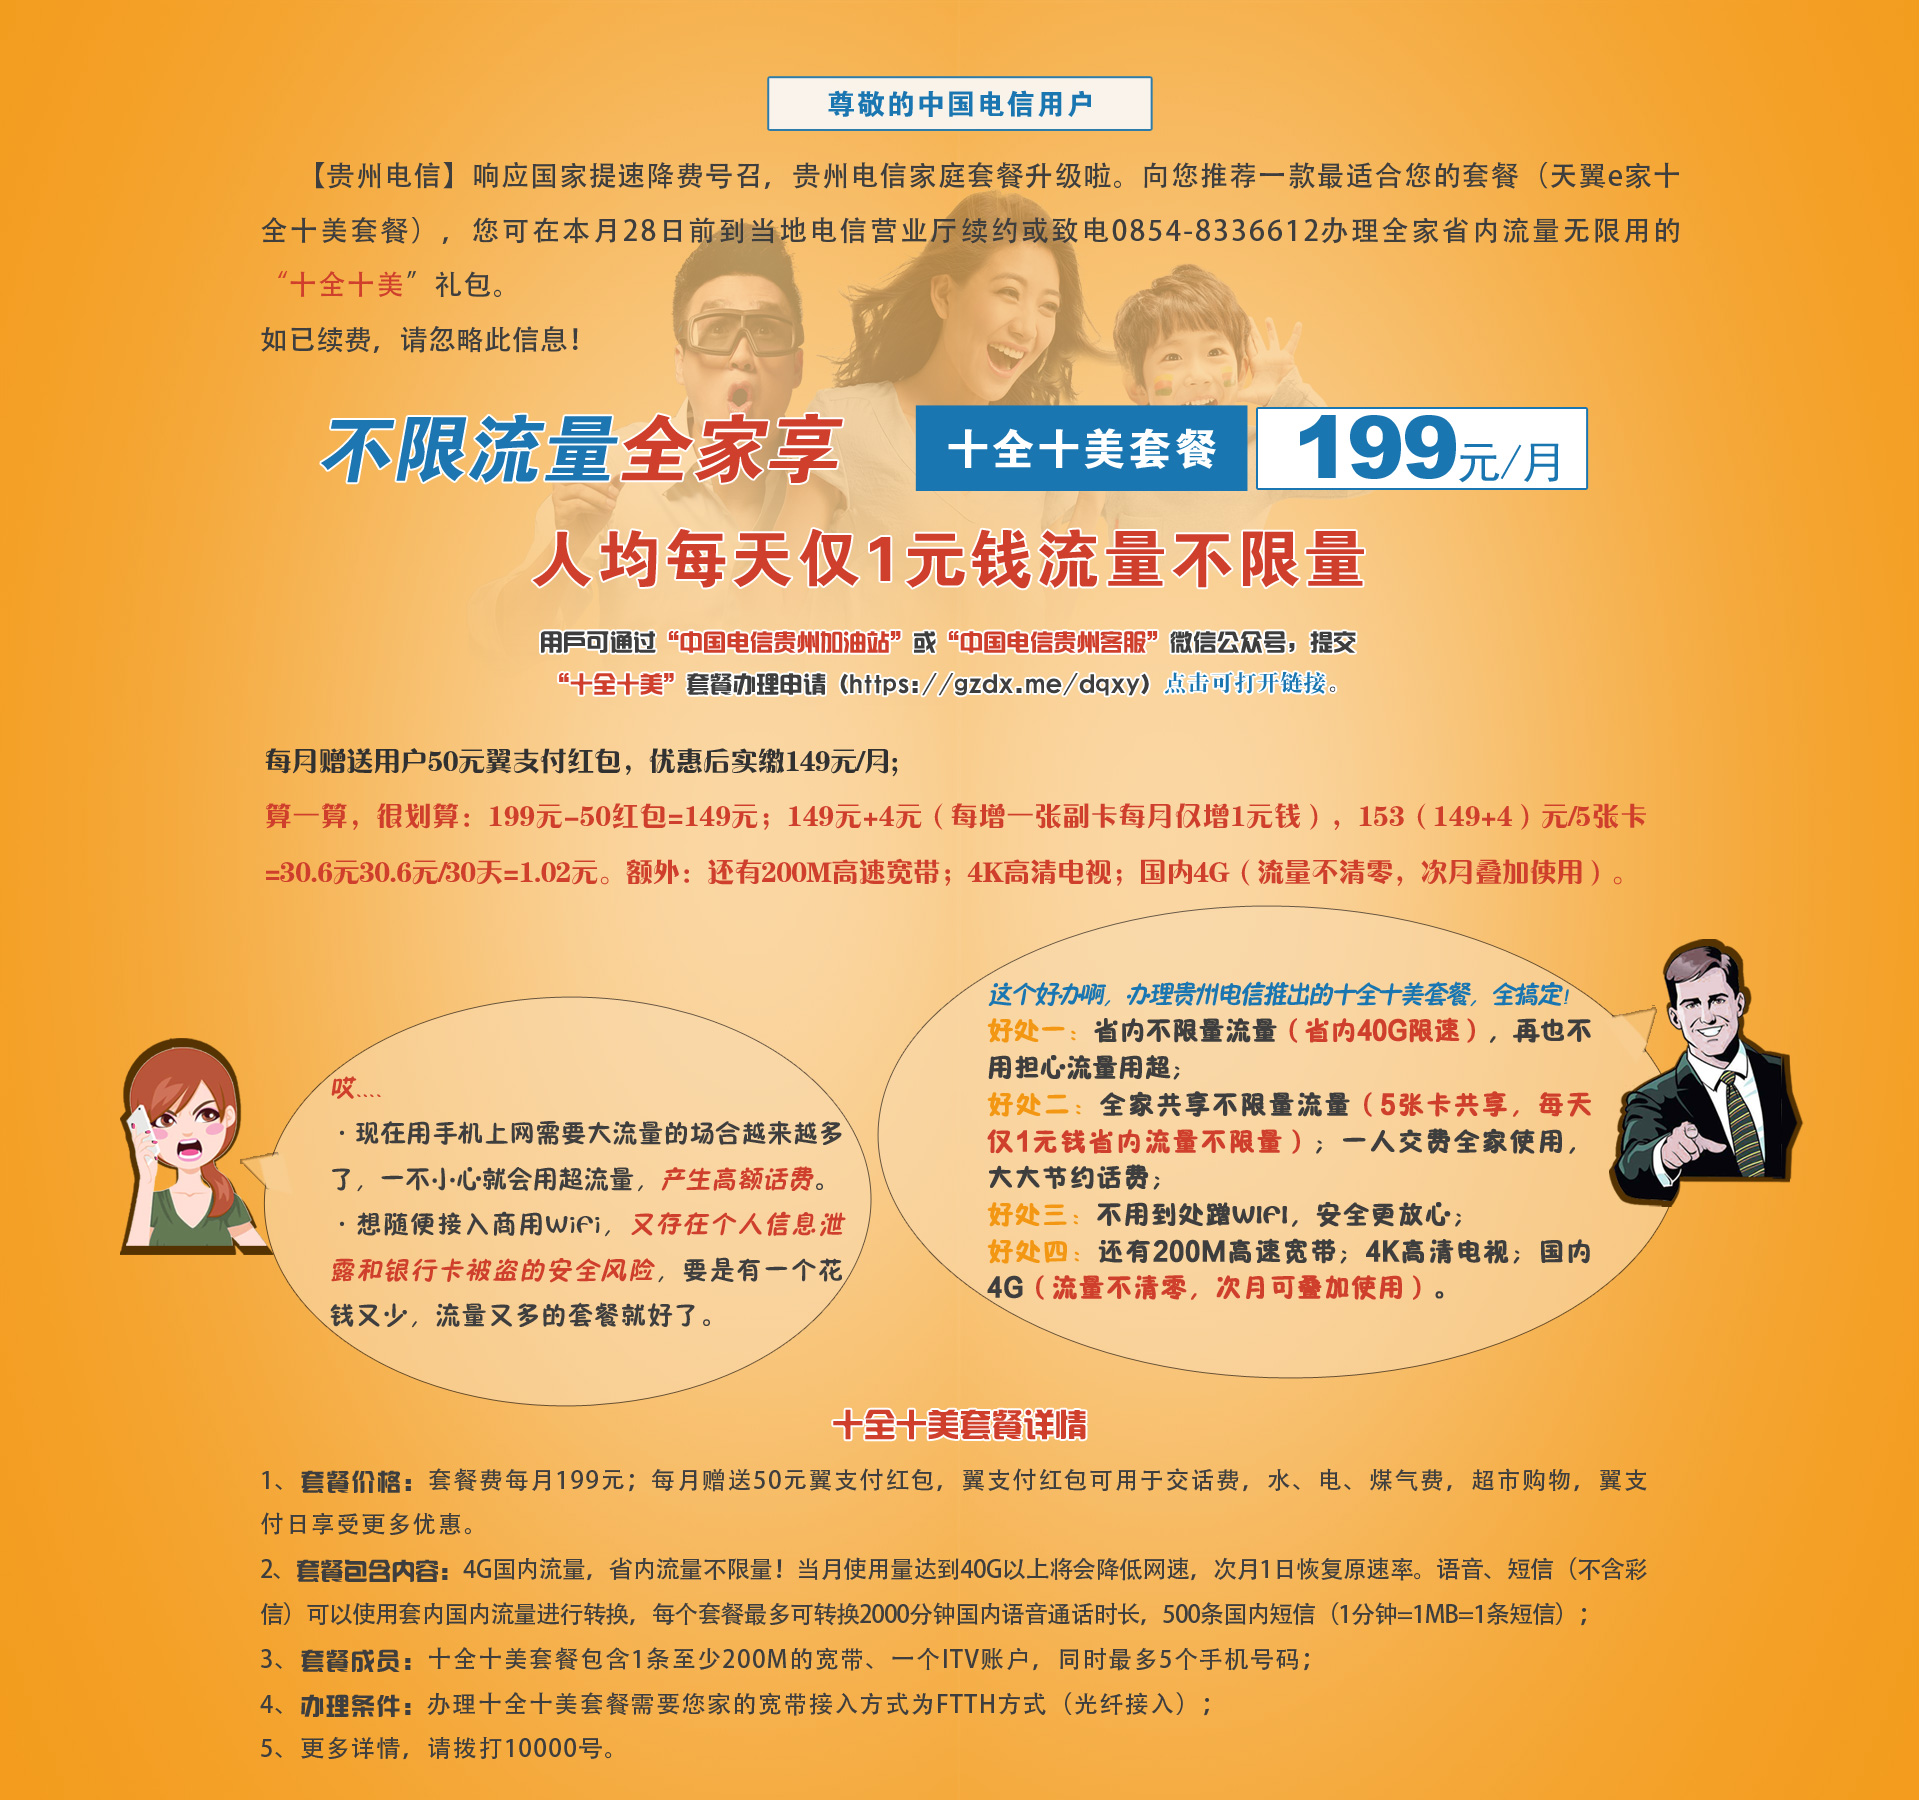 尊敬的中国电信用户
【贵州电信】响应国家提速降费号召，贵州电信家庭套餐升级啦。向您推荐一款最适合您的套餐（天翼e家十
全十美套餐），您可在本月28日前到当地电信营业厅续约或致电0854-8336612办理全家省内流量无限用的
“十全十美”礼包。
如已续费，请忽略此信息！
不限流量全家享 十全十美套餐 199元/月
人均每天仅1元钱流量不限量
用戶可通过“中国电信贵州加油站”或“中国电信贵州客服”微信公众号，提交
“十全十美”套餐办理申请（https://gzdx.me/dqxy）点击可打开链接。
每月赠送用户50元翼支付红包，优惠后实缴149元/月；
算一算，很划算：199元-50红包=149元；149元+4元（每增一张副卡每月仅增1元钱），153（149+4）元/5张卡
=30.6元30.6元/30天=1.02元。额外：还有200M高速宽带；4K高清电视；国内4G（流量不清零，次月叠加使用）。
哎....
·现在用手机上网需要大流量的场合越来越多
了，一不小心就会用超流量，产生高额话费。
·想随便接入商用WiFi，又存在个人信息泄
露和银行卡被盗的安全风险，要是有一个花
钱又少，流量又多的套餐就好了。
这个好办啊，办理贵州电信推出的十全十美套餐，全搞定！
好处一：省内不限量流量（省内40G限速），再也不
用担心流量用超；
好处二：全家共享不限量流量（5张卡共享，每天
仅1元钱省内流量不限量）；一人交费全家使用，
大大节约话费；
好处三：不用到处蹭WIFI，安全更放心；
好处四：还有200M高速宽带；4K高清电视；国内
4G（流量不清零，次月可叠加使用）。
十全十美套餐详情
1、套餐价格：套餐费每月199元；每月赠送50元翼支付红包，翼支付红包可用于交话费，水、电、煤气费，超市购物，翼支
付日享受更多优惠。
2、套餐包含内容：4G国内流量，省内流量不限量！当月使用量达到40G以上将会降低网速，次月1日恢复原速率。语音、短信（不含彩
信）可以使用套内国内流量进行转换，每个套餐最多可转换2000分钟国内语音通话时长，500条国内短信（1分钟=1MB=1条短信）；
3、套餐成员：十全十美套餐包含1条至少200M的宽带、一个ITV账户，同时最多5个手机号码；
4、办理条件：办理十全十美套餐需要您家的宽带接入方式为FTTH方式（光纤接入）；
5、更多详情，请拨打10000号。